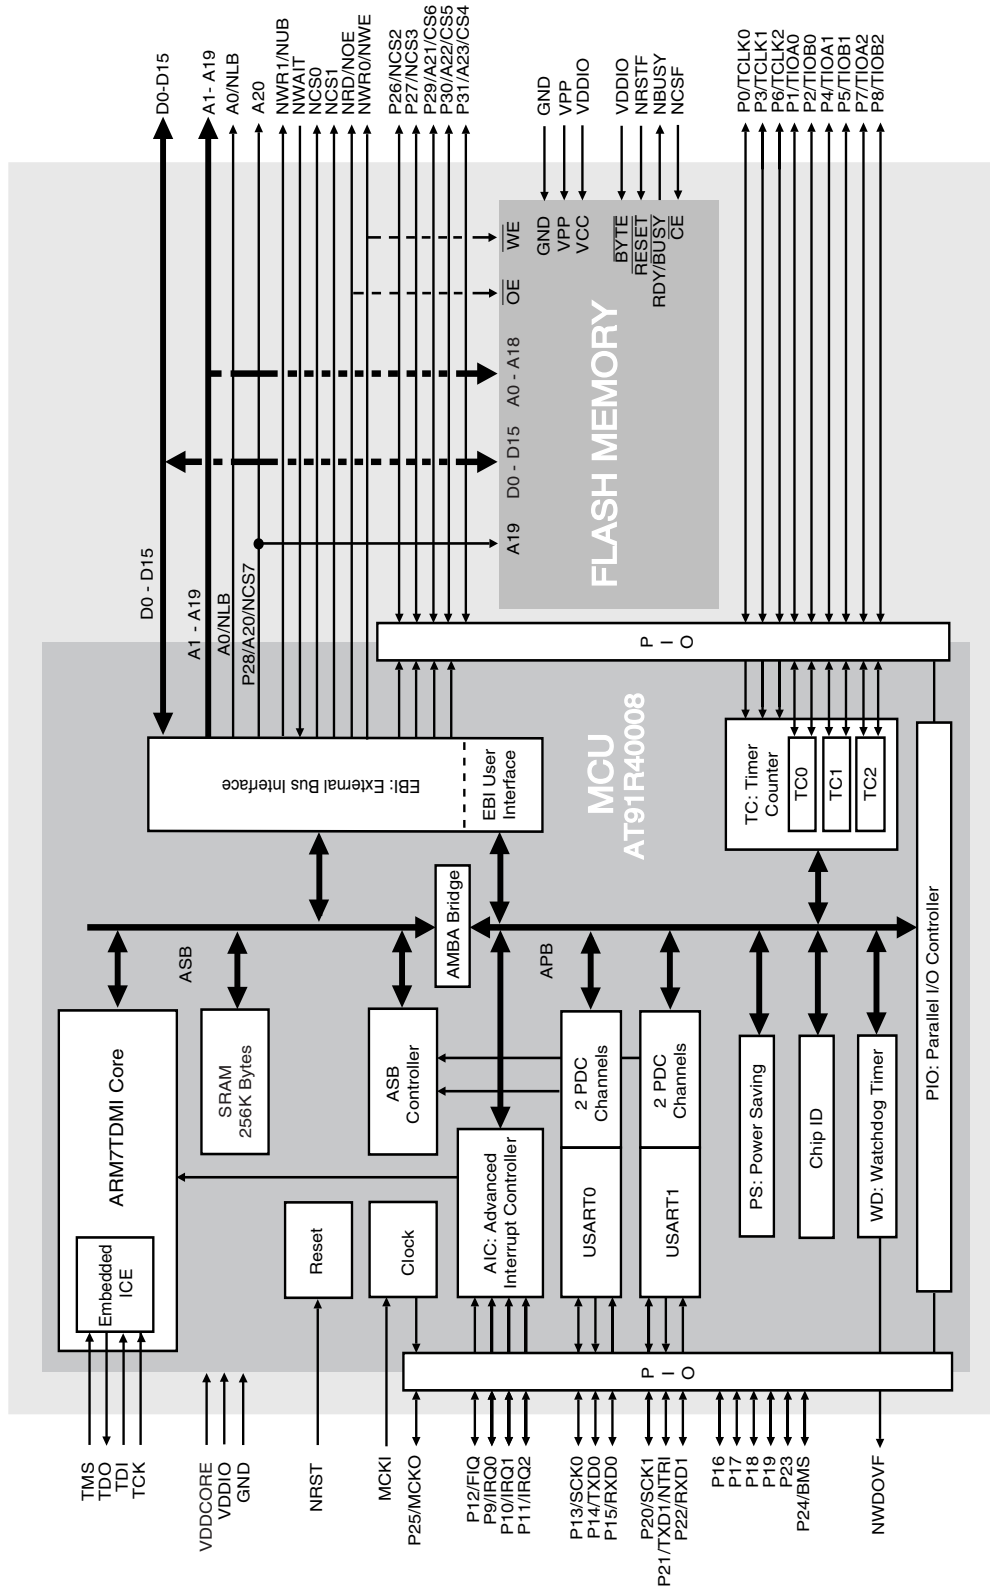 TMS
TDO
TDI
TCK
VDDCORE
VDDIO
GND
NRST
MCKI
P25/MCKO
P12/FIQ
P9/IRQ0
P10/IRQ1
P11/IRQ2
P13/SCK0
P14/TXD0
P15/RXD0
P20/SCK1
P21/TXD1/NTRI
P22/RXD1
P16
P17
P18
P19
P23
P24/BMS
NWDOVF
P I O
Embedded
ICE
ARM7TDMI Core
Reset
Clock
SRAM
256K Bytes
ASB
Controller
AIC: Advanced
Interrupt Controller
USART0
2 PDC
Channels
USART1
2 PDC
Channels
PS: Power Saving
Chip ID
WD: Watchdog Timer
PIO: Parallel I/O Controller
ASB
AMBA Bridge
APB
EBI: External Bus Interface
EBI User
Interface
MCU
AT91R40008
TC: Timer
Counter
TC0
TC1
TC2
P I O
D0 - D15
A1 - A19
A0/NLB
P28/A20/NCS7
A19
D0 - D15
A0 - A18
OE
WE
FLASH MEMORY
GND
VPP
VCC
BYTE
RESET
RDY/BUSY
CE
D0-D15
A1- A19
A0/NLB
A20
NWR1/NUB
NWAIT
NCS0
NCS1
NRD/NOE
NWR0/NWE
P26/NCS2
P27/NCS3
P29/A21/CS6
P30/A22/CS5
P31/A23/CS4
GND
VPP
VDDIO
VDDIO
NRSTF
NBUSY
NCSF
P0/TCLK0
P3/TCLK1
P6/TCLK2
P1/TIOA0
P2/TIOB0
P4/TIOA1
P5/TIOB1
P7/TIOA2
P8/TIOB2